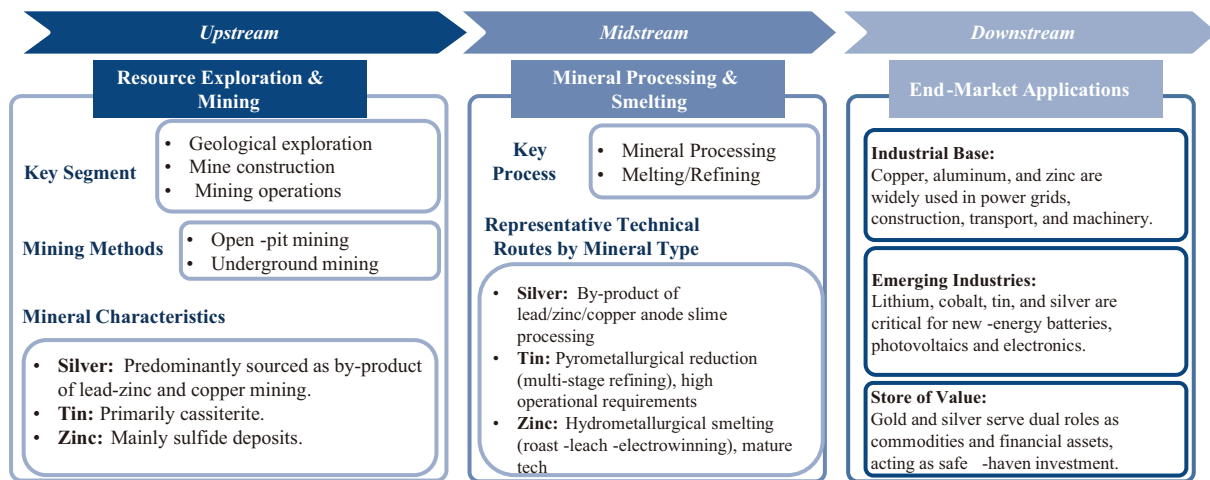 Upstream
Midstream
Downstream
Resource Exploration &
Mining
Key Segment
• Geological exploration
• Mine construction
• Mining operations
Mining Methods
• Open -pit mining
• Underground mining
Mineral Characteristics
• Silver: Predominantly sourced as by-product
of lead-zinc and copper mining.
• Tin: Primarily cassiterite.
• Zinc: Mainly sulfide deposits.
Mineral Processing &
Smelting
Key
Process
• Mineral Processing
• Melting/Refining
Representative Technical
Routes by Mineral Type
• Silver: By-product of
lead/zinc/copper anode slime
processing
• Tin: Pyrometallurgical reduction
(multi-stage refining), high
operational requirements
• Zinc: Hydrometallurgical smelting
(roast -leach -electrowinning), mature
tech
End-Market Applications
Industrial Base:
Copper, aluminum, and zinc are
widely used in power grids,
construction, transport, and machinery.
Emerging Industries:
Lithium, cobalt, tin, and silver are
critical for new -energy batteries,
photovoltaics and electronics.
Store of Value:
Gold and silver serve dual roles as
commodities and financial assets,
acting as safe -haven investment.